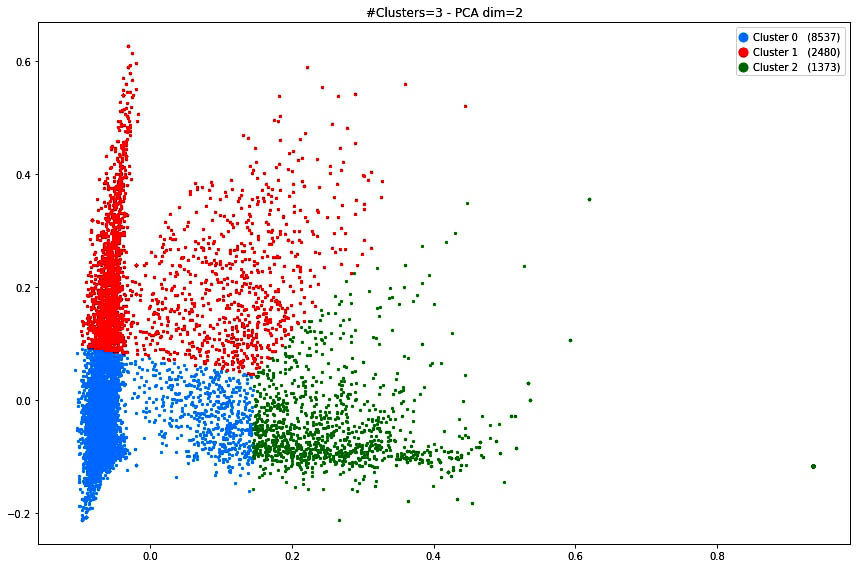 #Clusters=3 - PCA dim=2
Cluster 0 (8537)
Cluster 1 (2480)
Cluster 2 (1373)
0.6
0.4
0.2
0.0
−0.2
0.0 0.2 0.4 0.6 0.8